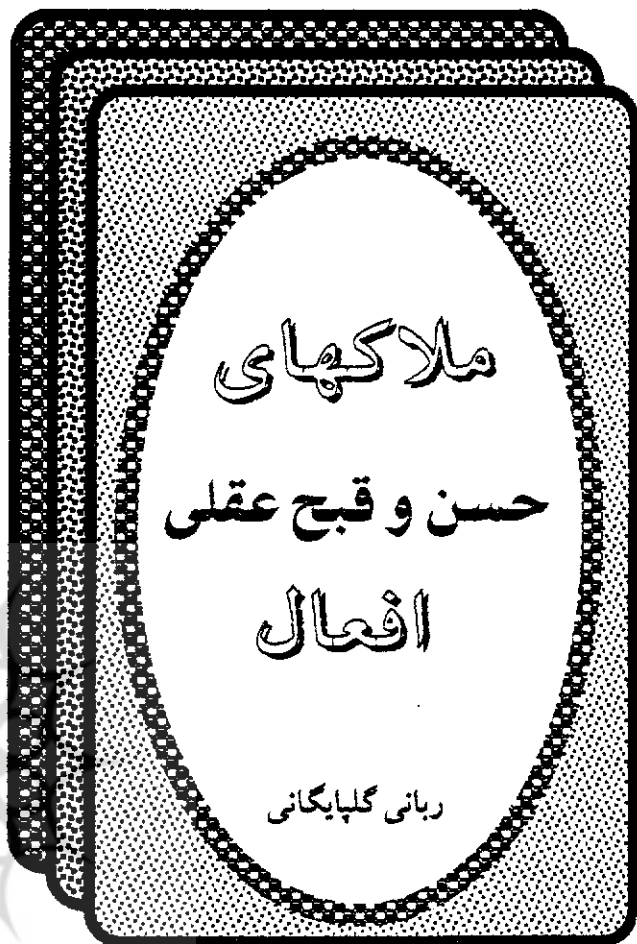 ملاکهای
حسن و قبح عقلی
افعال
ربانی گلپایگانی